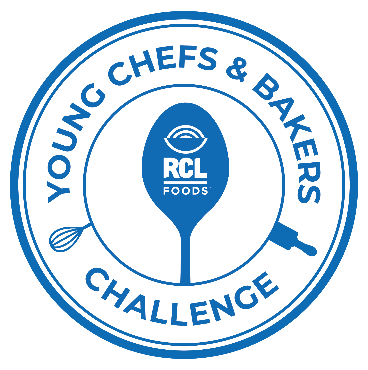 YOUNG CHEFS & BAKERS
RCL
FOODS
CHALLENGE